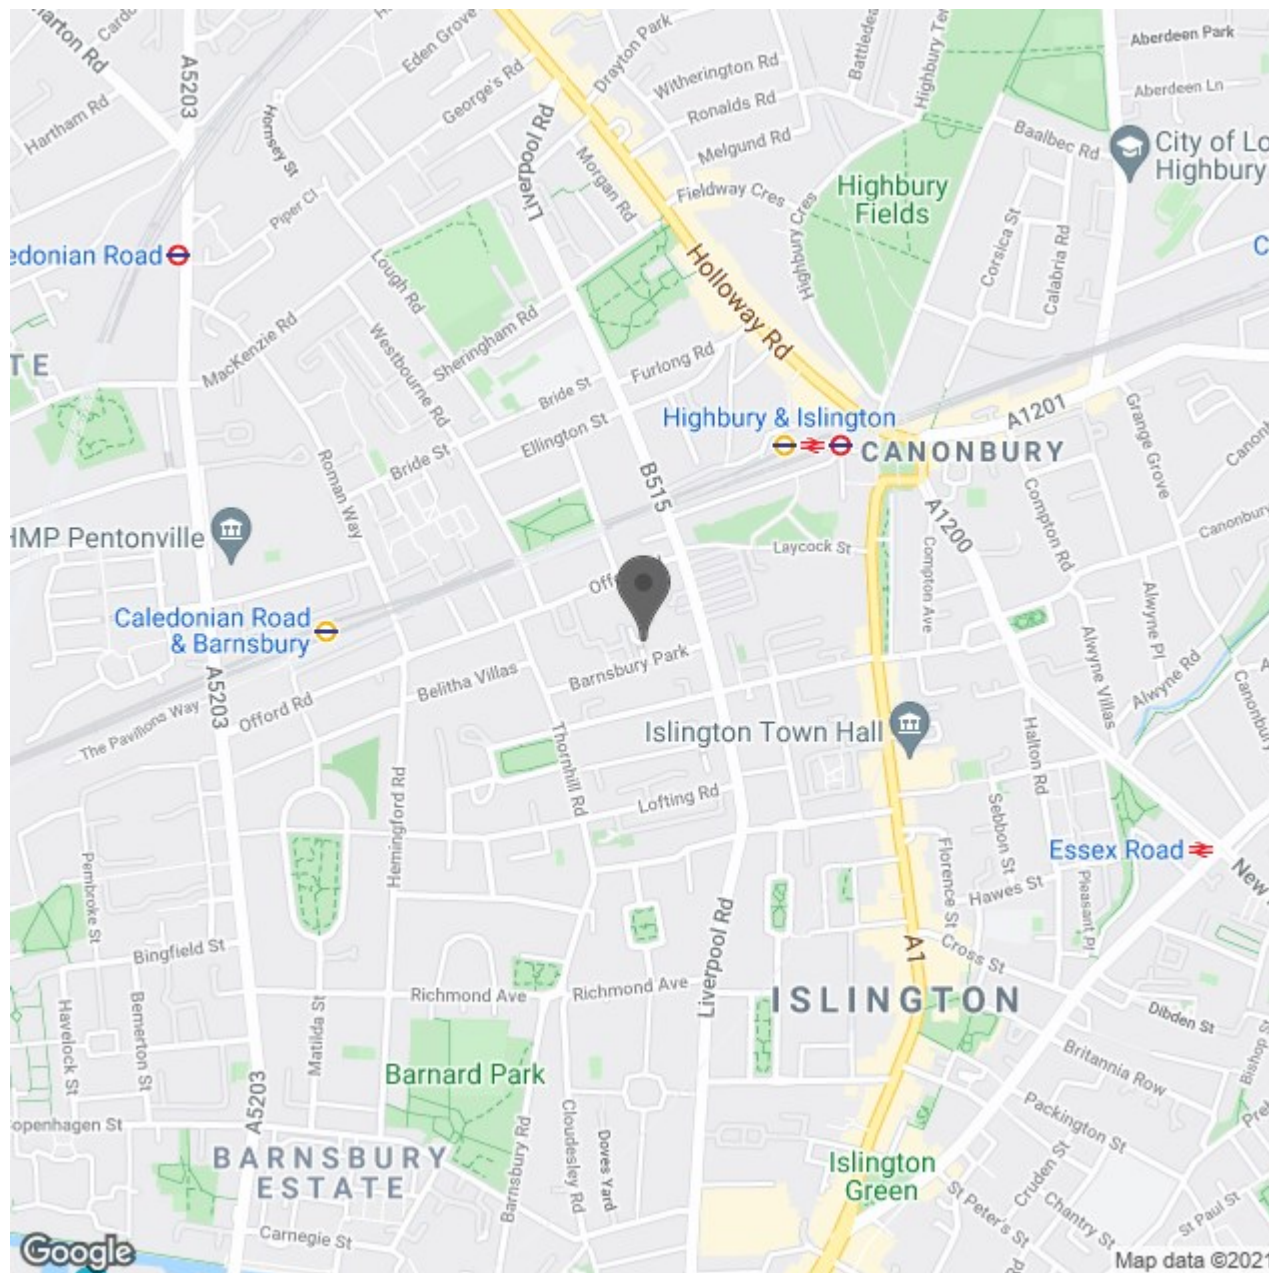 Aberdeen Park
Eden Grove
Drayton Park
A5203
Witherington Rd
George's Rd
Aberdeen Ln
Ronalds Rd
Hartham Rd
Hornsey St
Baalbec Rd
Melgund Rd
City of Lo
Highbury
Liverpool Rd
Morgan Rd
Fieldway Cres
Highbury
Fields
Piper Cl
Corsica St
Highbury Cres
Calabria Rd
edonian Road
Lough Rd
Holloway Rd
MacKenzie Rd
Westbourne Rd
Sheringham Rd
TE
Furlong Rd
Bride St
Highbury & Islington
A1201
Grange Grove
Ellington St
CANONBURY
Bride St
B515
Roman Way
Compton Rd
A1200
HMP Pentonville
Canonbury
Laycock St
Compton Ave
Alwyne Pl
Caledonian Road
& Barnsbury
Barnsbury Park
Alwyne Villas
Alwyne Rd
Belitha Villas
A5203
Offord Rd
The Pavilions Way
Canonbury
Islington Town Hall
Thornhill Rd
Halton Rd
Hemingford Rd
Lofting Rd
Sebbon St
Essex Road
Florence St
Pembroke St
Hawes St
Pleasant Pl
New
Liverpool Rd
A1
Cross St
Bingfield St
Richmond Ave
Richmond Ave
ISLINGTON
Havelock St
Bemerton St
Matilda St
Dibden St
Bishop S
Britannia Row
Barnard Park
A5203
Packington St
Cloudesley Rd
openhagen St
Doves Yard
BARNSBURY
ESTATE
Barnsbury Rd
Islington
Green
Cruden St
St Peter's St
Chantry St
St Paul St
Carnegie St
Google
Map data ©2021